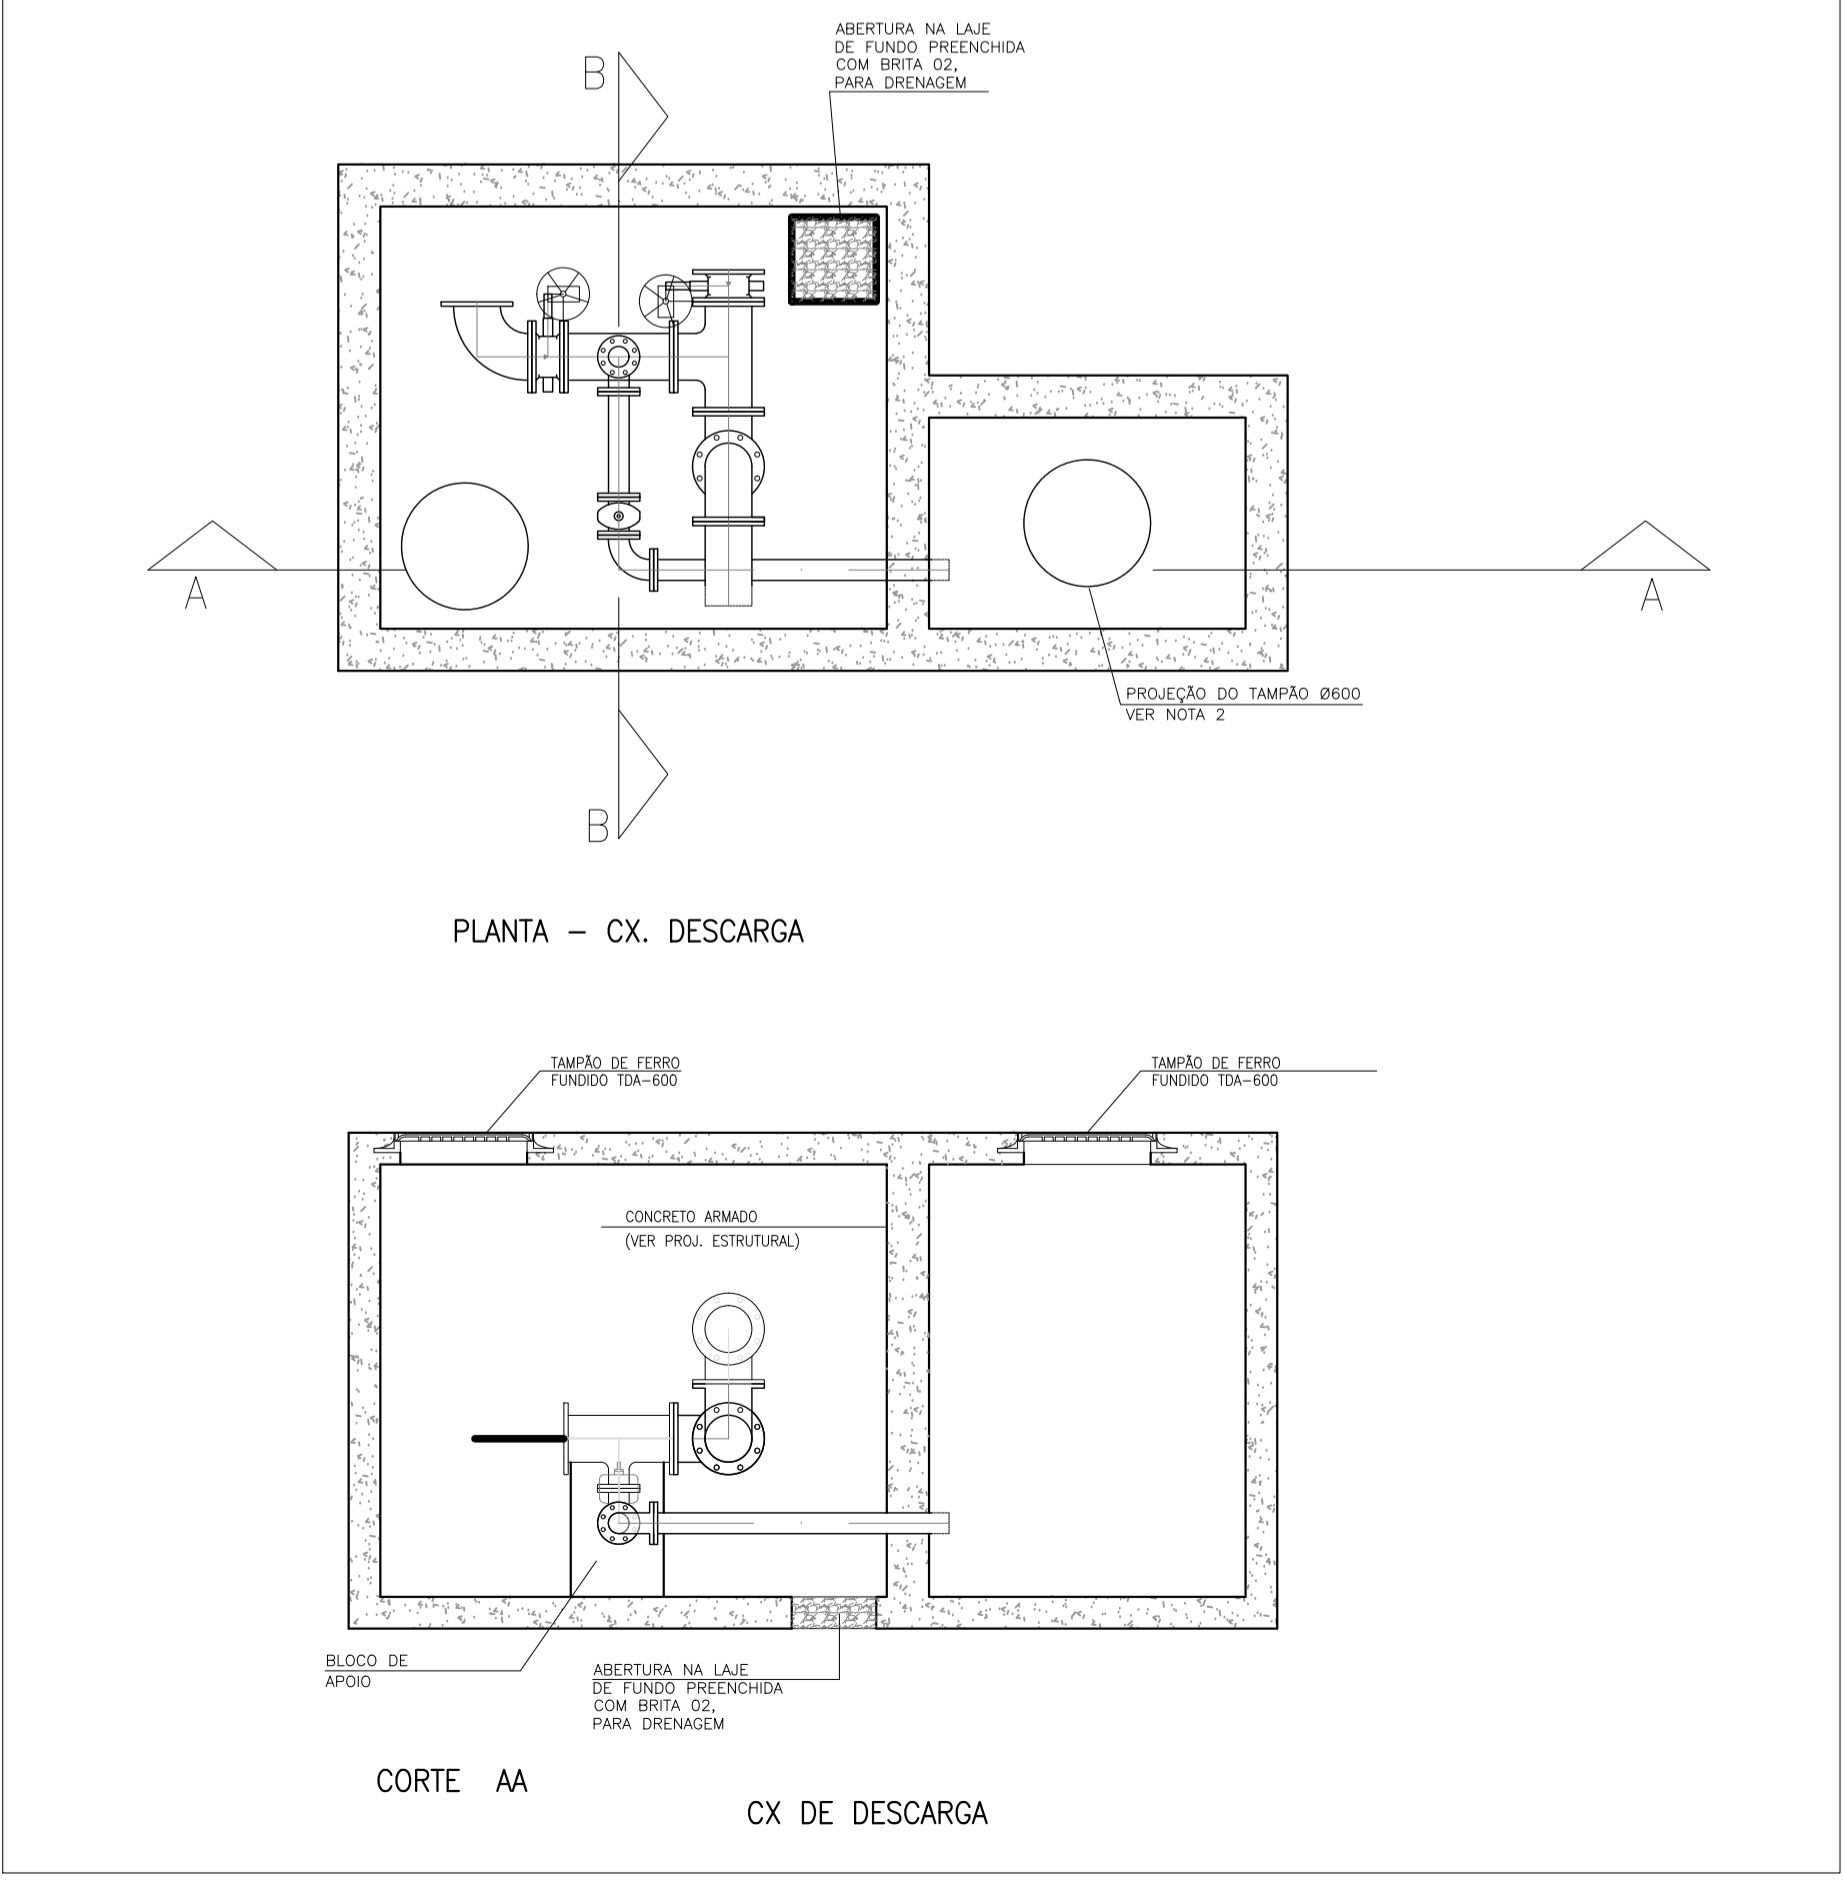 ABERTURA NA LAJE
DE FUNDO PREENCHIDA
COM BRITA 02,
PARA DRENAGEM
B
A
A
PROJEÇÃO DO TAMPÃO Ø600
VER NOTA 2
B
PLANTA – CX. DESCARGA
TAMPÃO DE FERRO
FUNDIDO TDA–600
TAMPÃO DE FERRO
FUNDIDO TDA–600
CONCRETO ARMADO
(VER PROJ. ESTRUTURAL)
BLOCO DE
APOIO
ABERTURA NA LAJE
DE FUNDO PREENCHIDA
COM BRITA 02,
PARA DRENAGEM
CORTE AA
CX DE DESCARGA